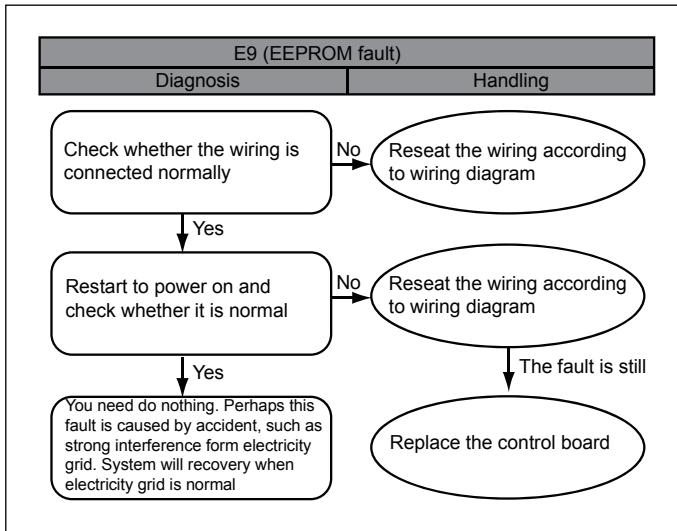 E9 (EEPROM fault)
Diagnosis
Handling
Check whether the wiring is
connected normally
No
Reseat the wiring according
to wiring diagram
Yes
Restart to power on and
check whether it is normal
No
Reseat the wiring according
to wiring diagram
Yes
The fault is still
You need do nothing. Perhaps this
fault is caused by accident, such as
strong interference form electricity
grid. System will recovery when
electricity grid is normal
Replace the control board